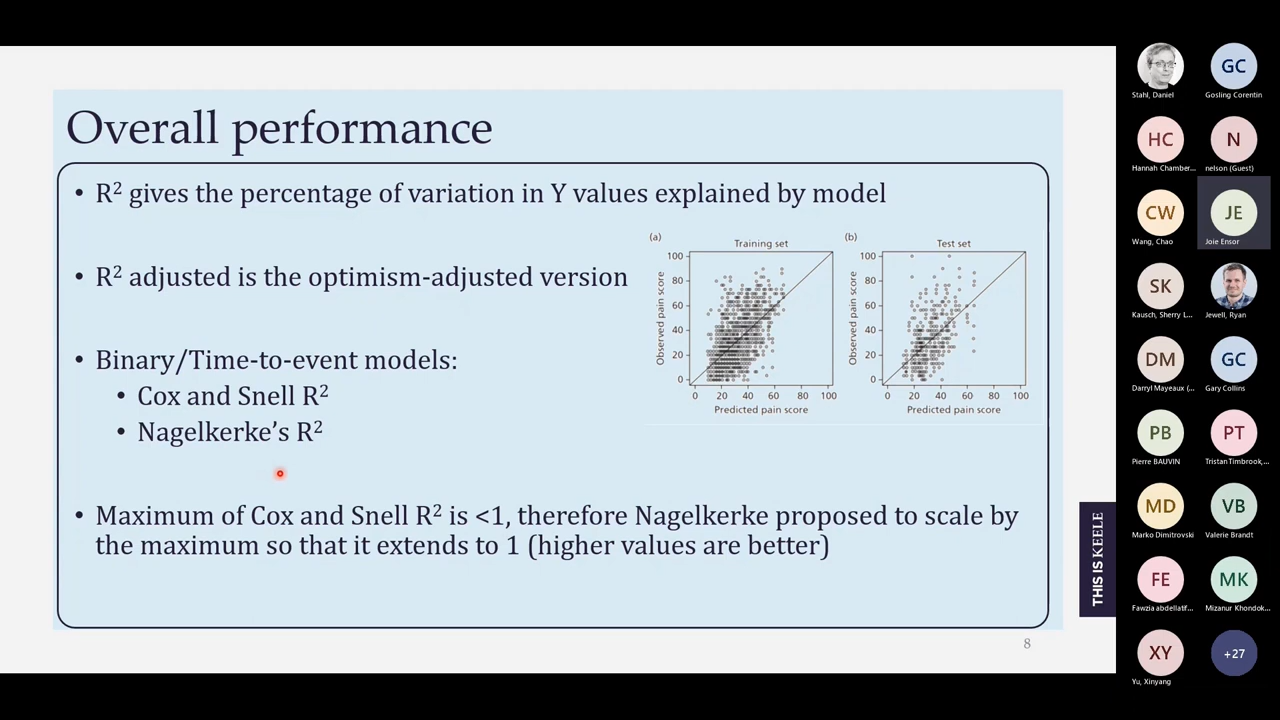 Overall performance
• R² gives the percentage of variation in Y values explained by model
• R² adjusted is the optimism-adjusted version
• Binary/Time-to-event models:
• Cox and Snell R²
• Nagelkerke’s R²
• Maximum of Cox and Snell R² is <1, therefore Nagelkerke proposed to scale by
the maximum so that it extends to 1 (higher values are better)
(a)
Training set
Observed pain score
100
80
60
40
20
0
0 20 40 60 80 100
Predicted pain score
(b)
Test set
Observed pain score
100
80
60
40
20
0
0 20 40 60 80 100
Predicted pain score
8
THIS IS KEELE
Stahl, Daniel
GC
Gosling Corentin
HC
Hannah Chamber...
N
nelson (Guest)
CW
Wang, Chao
JE
Joie Ensor
SK
Kausch, Sherry L...
Jewell, Ryan
DM
Darryl Mayeaux (...
GC
Gary Collins
PB
Pierre BAUVIN
PT
Tristan Timbrook,...
MD
Marko Dimitrovski
VB
Valerie Brandt
FE
Fawzia abdellatif...
MK
Mizanur Khondok...
XY
Yu, Xinyang
+27